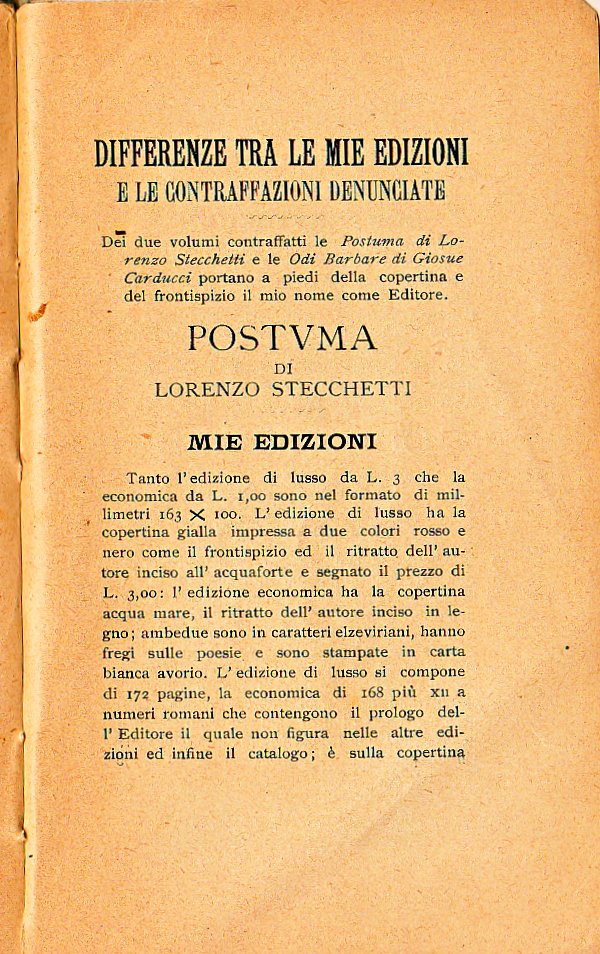 DIFFERENZE TRA LE MIE EDIZIONI
E LE CONTRAFFAZIONI DENUNCIATE
Dei due volumi contraffatti le Postuma di Lo-
renzo Stecchetti e le Odi Barbare di Giosue
Carducci portano a piedi della copertina e
del frontispizio il mio nome come Editore.
POSTVMA
DI
LORENZO STECCHETTI
MIE EDIZIONI
Tanto l'edizione di lusso da L. 3 che la
economica da L. 1,00 sono nel formato di mil-
limetri 163 X 100. L'edizione di lusso ha la
copertina gialla impressa a due colori rosso e
nero come il frontispizio ed il ritratto dell'au-
tore inciso all'acquaforte e segnato il prezzo di
L. 3,00: l'edizione economica ha la copertina
acqua mare, il ritratto dell'autore inciso in le-
gno; ambedue sono in caratteri elzeviriani, hanno
fregi sulle poesie e sono stampate in carta
bianca avorio. L'edizione di lusso si compone
di 172 pagine, la economica di 168 più XII a
numeri romani che contengono il prologo del-
l'Editore il quale non figura nelle altre edi-
zioni ed infine il catalogo; è sulla copertina